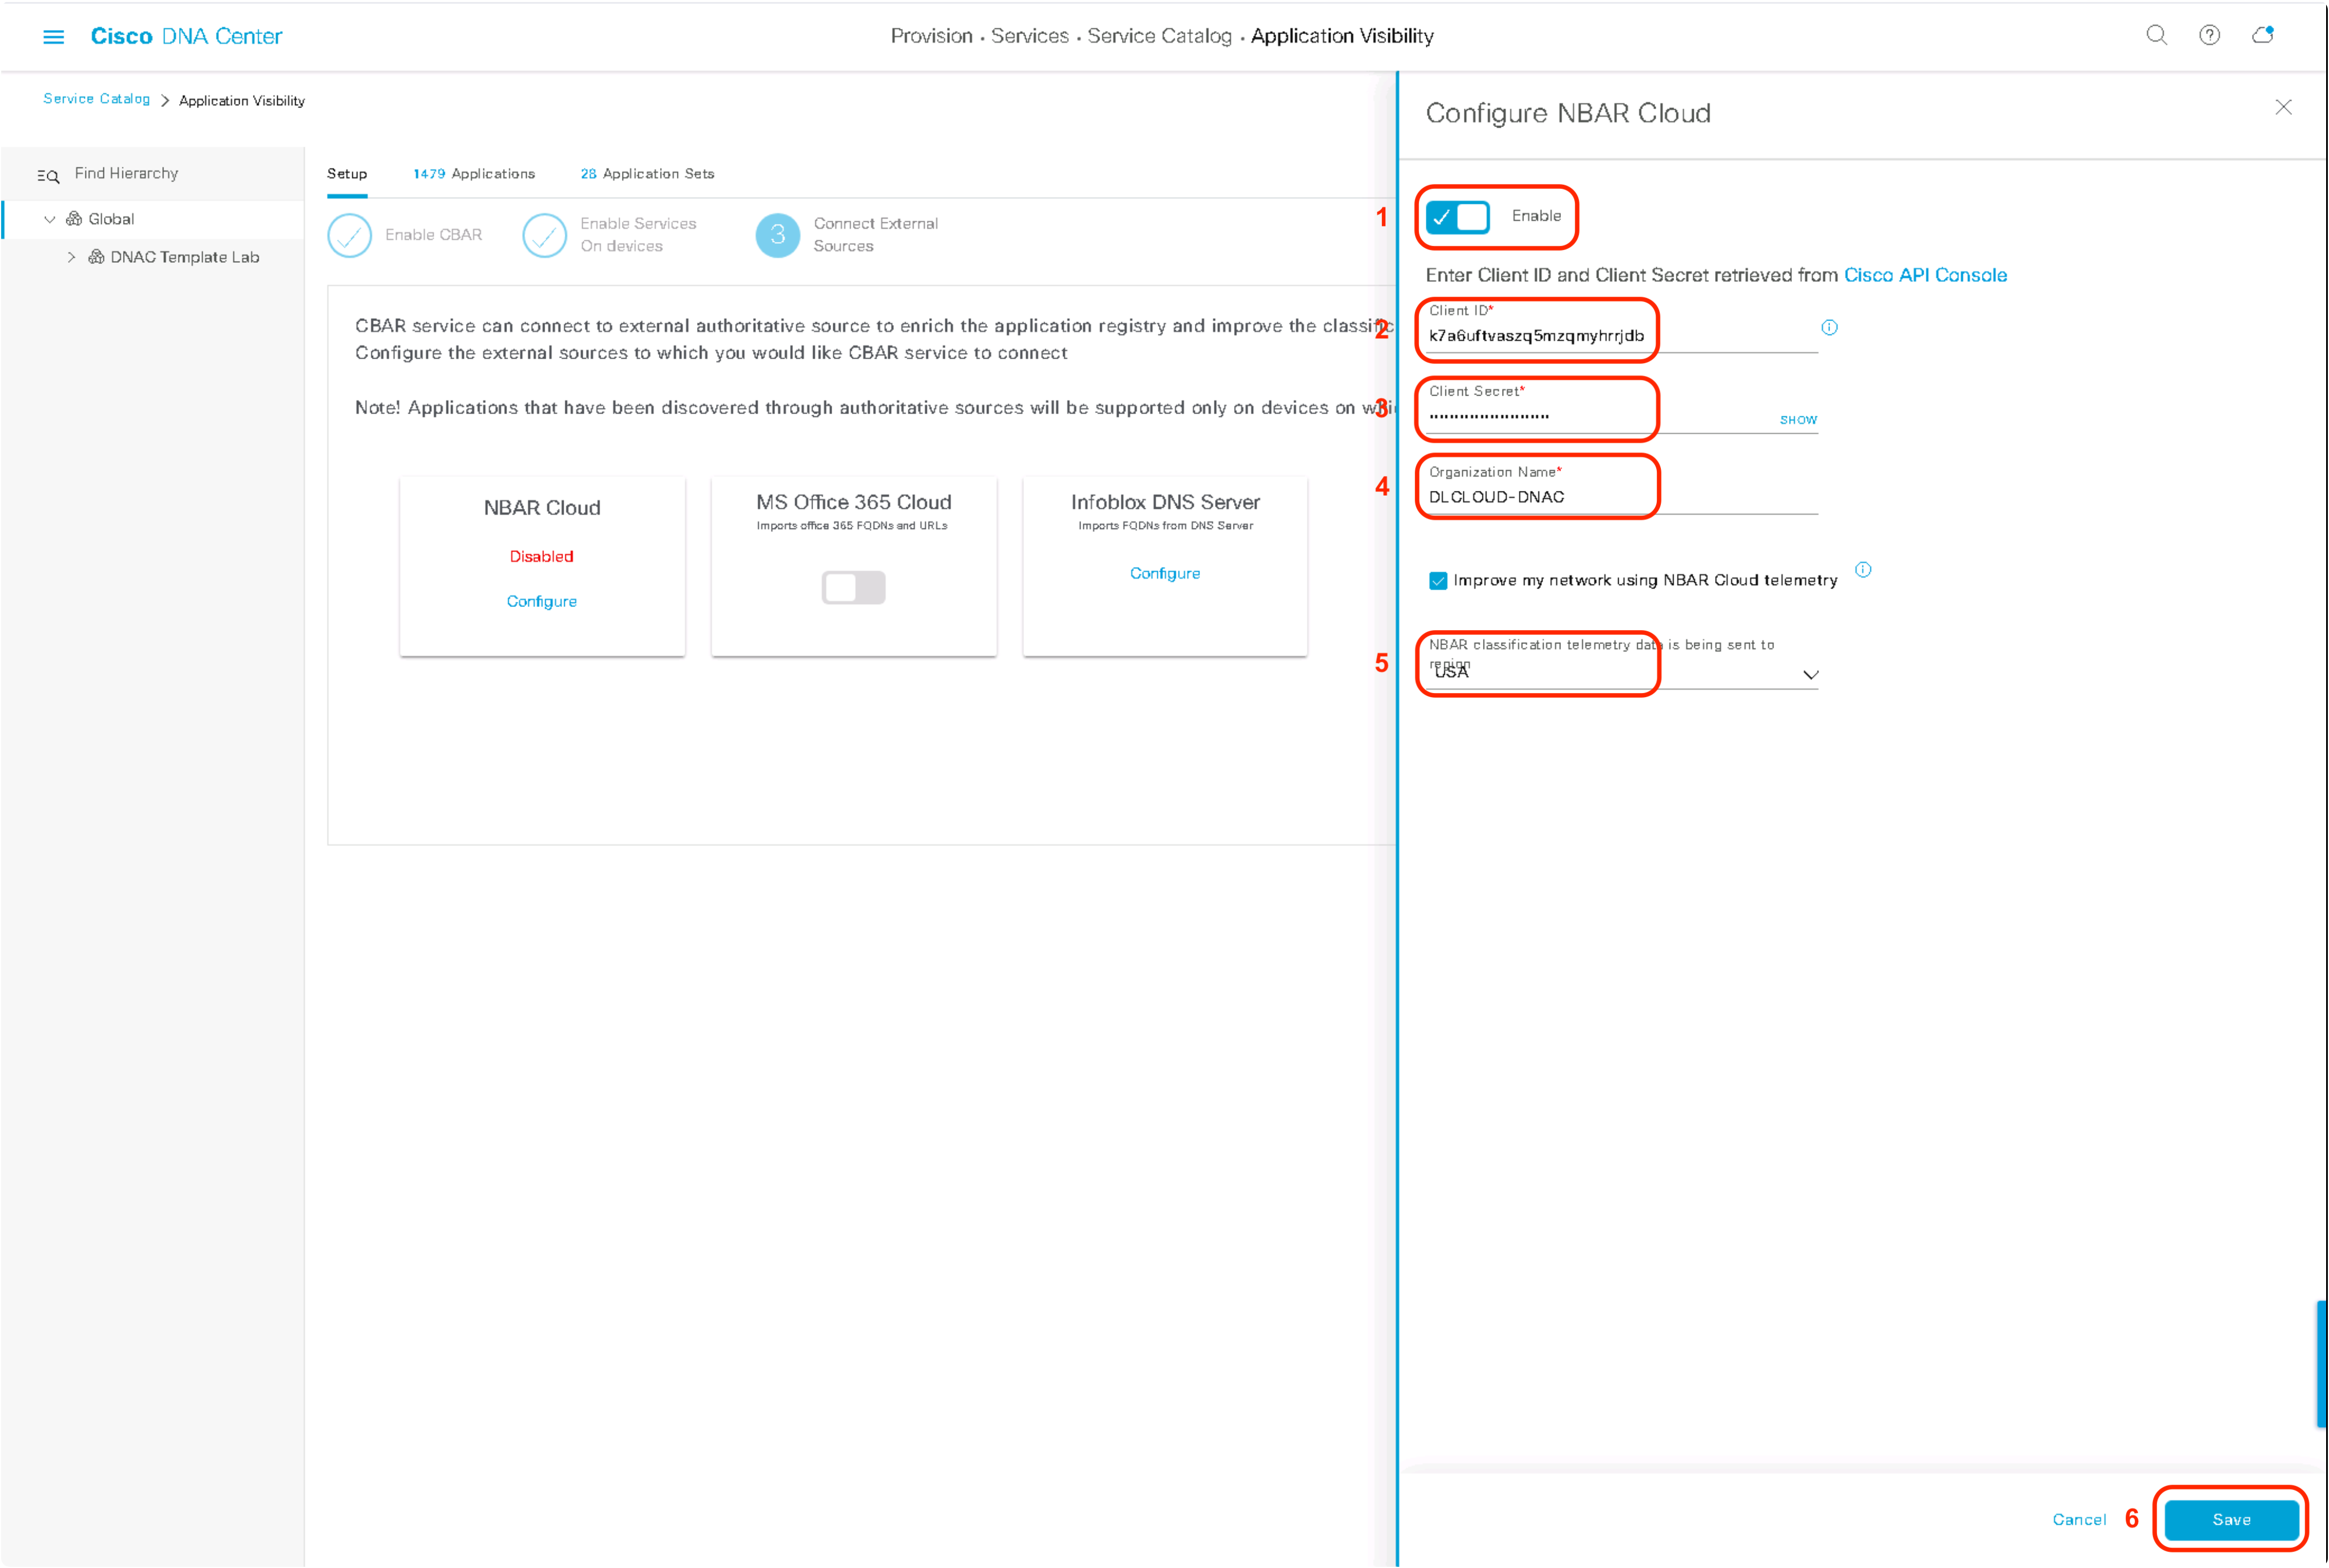 Cisco DNA Center
Provision • Services • Service Catalog • Application Visibility
Service Catalog > Application Visibility
Find Hierarchy
Global
DNAC Template Lab
Setup
1479 Applications
28 Application Sets
Enable CBAR
Enable Services
On devices
3
Connect External
Sources
CBAR service can connect to external authoritative source to enrich the application registry and improve the classific
Configure the external sources to which you would like CBAR service to connect
Note! Applications that have been discovered through authoritative sources will be supported only on devices on whi
NBAR Cloud
Disabled
Configure
MS Office 365 Cloud
Imports office 365 FQDNs and URLs
Infoblox DNS Server
Imports FQDNs from DNS Server
Configure
Configure NBAR Cloud
1
Enable
Enter Client ID and Client Secret retrieved from Cisco API Console
2
Client ID*
k7a6uftvaszq5mzqmyhrrjdb
3
Client Secret*
SHOW
4
Organization Name*
DLCLOUD-DNAC
Improve my network using NBAR Cloud telemetry
5
NBAR classification telemetry data is being sent to
region
USA
Cancel
6
Save